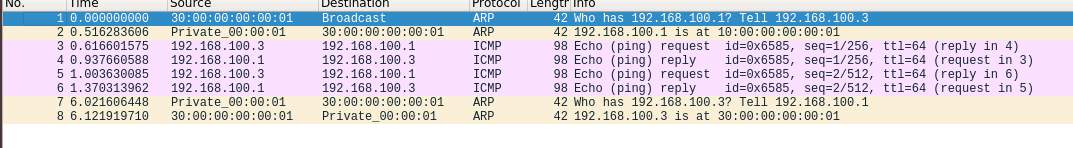 No. Time Source Destination Protocol Length Info
1 0.000000000 30:00:00:00:00:01 Broadcast ARP 42 Who has 192.168.100.1? Tell 192.168.100.3
2 0.516283606 Private_00:00:01 30:00:00:00:00:01 ARP 42 192.168.100.1 is at 10:00:00:00:00:01
3 0.616601575 192.168.100.3 192.168.100.1 ICMP 98 Echo (ping) request id=0x6585, seq=1/256, ttl=64 (reply in 4)
4 0.937660588 192.168.100.1 192.168.100.3 ICMP 98 Echo (ping) reply id=0x6585, seq=1/256, ttl=64 (request in 3)
5 1.003630085 192.168.100.3 192.168.100.1 ICMP 98 Echo (ping) request id=0x6585, seq=2/512, ttl=64 (reply in 6)
6 1.370313962 192.168.100.1 192.168.100.3 ICMP 98 Echo (ping) reply id=0x6585, seq=2/512, ttl=64 (request in 5)
7 6.021606448 Private_00:00:01 30:00:00:00:00:01 ARP 42 Who has 192.168.100.3? Tell 192.168.100.1
8 6.121919710 30:00:00:00:00:01 Private_00:00:01 ARP 42 192.168.100.3 is at 30:00:00:00:00:01